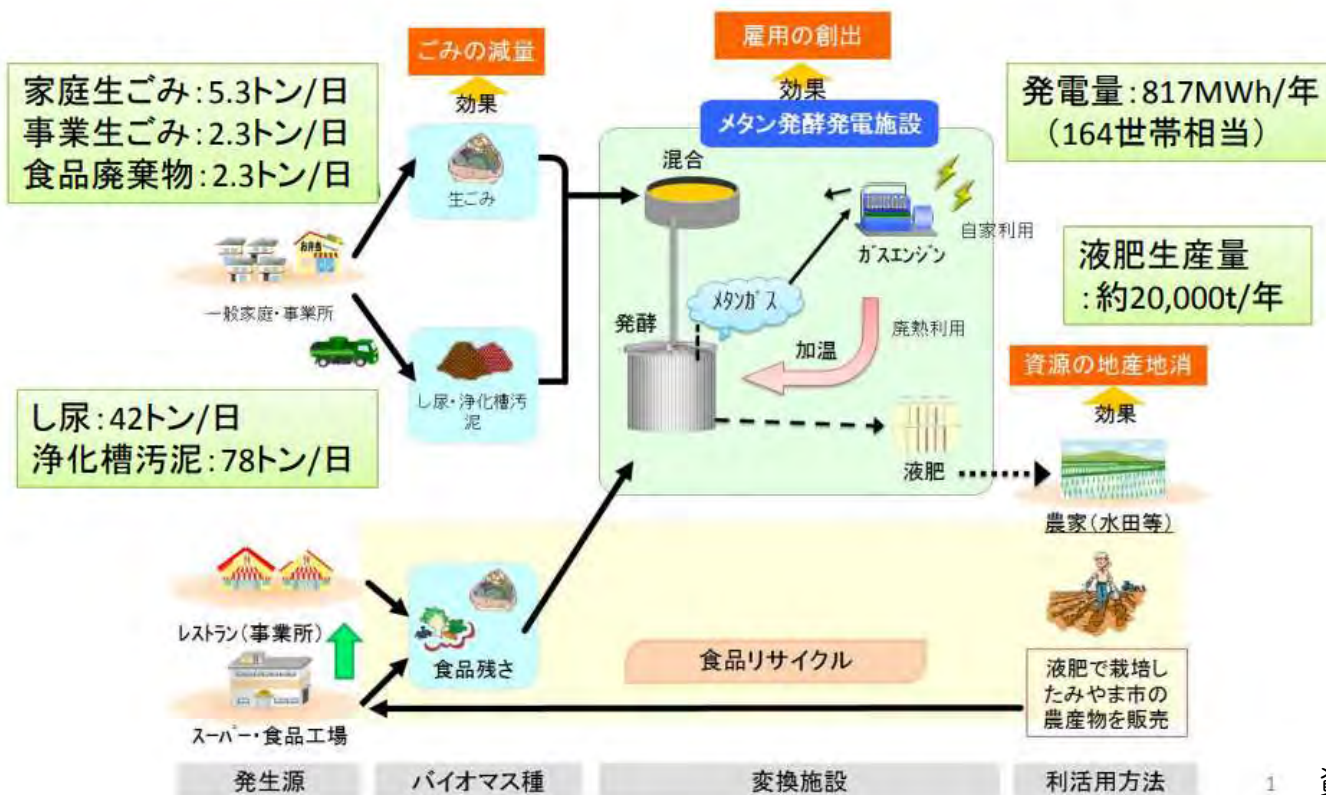 ごみの減量
効果
雇用の創出
効果
家庭生ごみ:5.3トン/日
事業生ごみ:2.3トン/日
食品廃棄物:2.3トン/日
生ごみ
メタン発酵発電施設
混合
発電量:817MWh/年
(164世帯相当)
自家利用
ガスエンジン
一般家庭・事業所
お弁当
メタンガス
発酵
廃熱利用
加温
液肥生産量
:約20,000t/年
し尿・浄化槽汚
泥
し尿:42トン/日
浄化槽汚泥:78トン/日
液肥
資源の地産地消
効果
農家(水田等)
レストラン(事業所)
食品残さ
食品リサイクル
スーパー・食品工場
液肥で栽培し
たみやま市の
農産物を販売
発生源
バイオマス種
変換施設
利活用方法
1